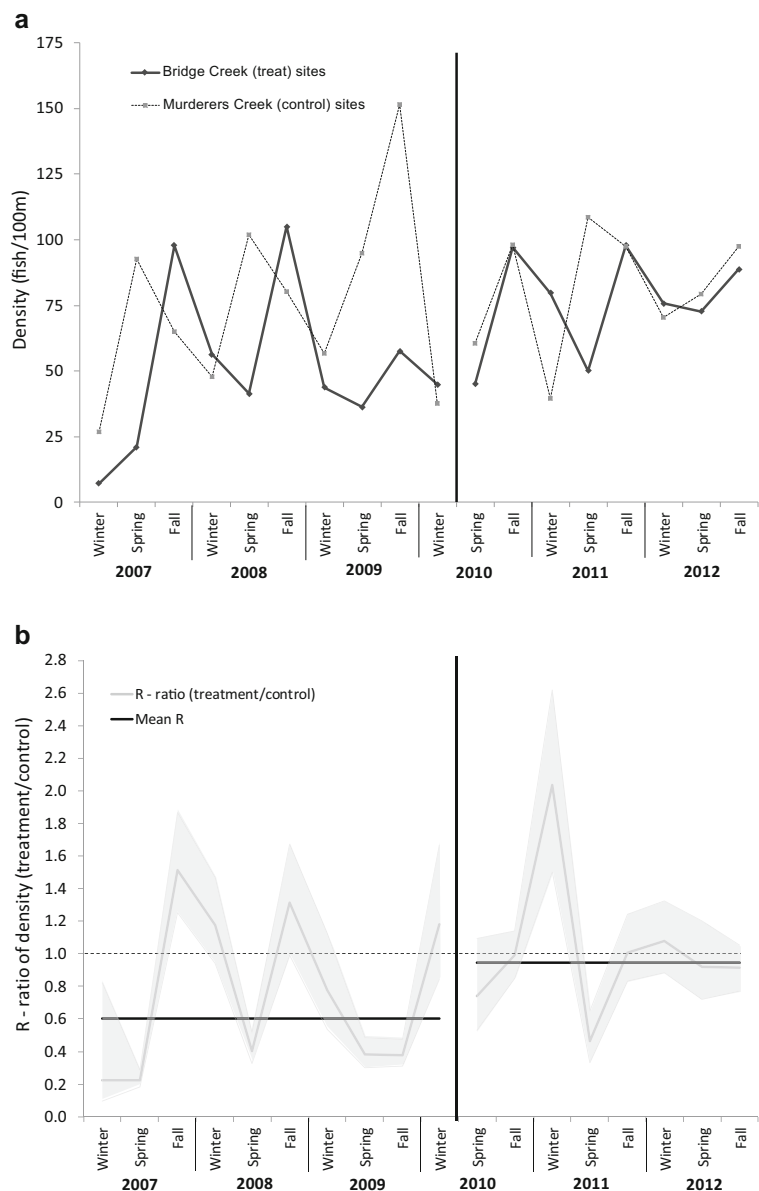 a
175
150
125
100
75
50
25
0
Density (fish/100m)
Bridge Creek (treat) sites
Murderers Creek (control) sites
Winter Spring Fall Winter Spring Fall Winter Spring Fall Winter Spring Fall Winter Spring Fall Winter Spring Fall
2007 2008 2009 2010 2011 2012
b
2.8
2.6
2.4
2.2
2.0
1.8
1.6
1.4
1.2
1.0
0.8
0.6
0.4
0.2
0.0
R - ratio of density (treatment/control)
R - ratio (treatment/control)
Mean R
Winter Spring Fall Winter Spring Fall Winter Spring Fall Winter Spring Fall Winter Spring Fall Winter Spring Fall
2007 2008 2009 2010 2011 2012